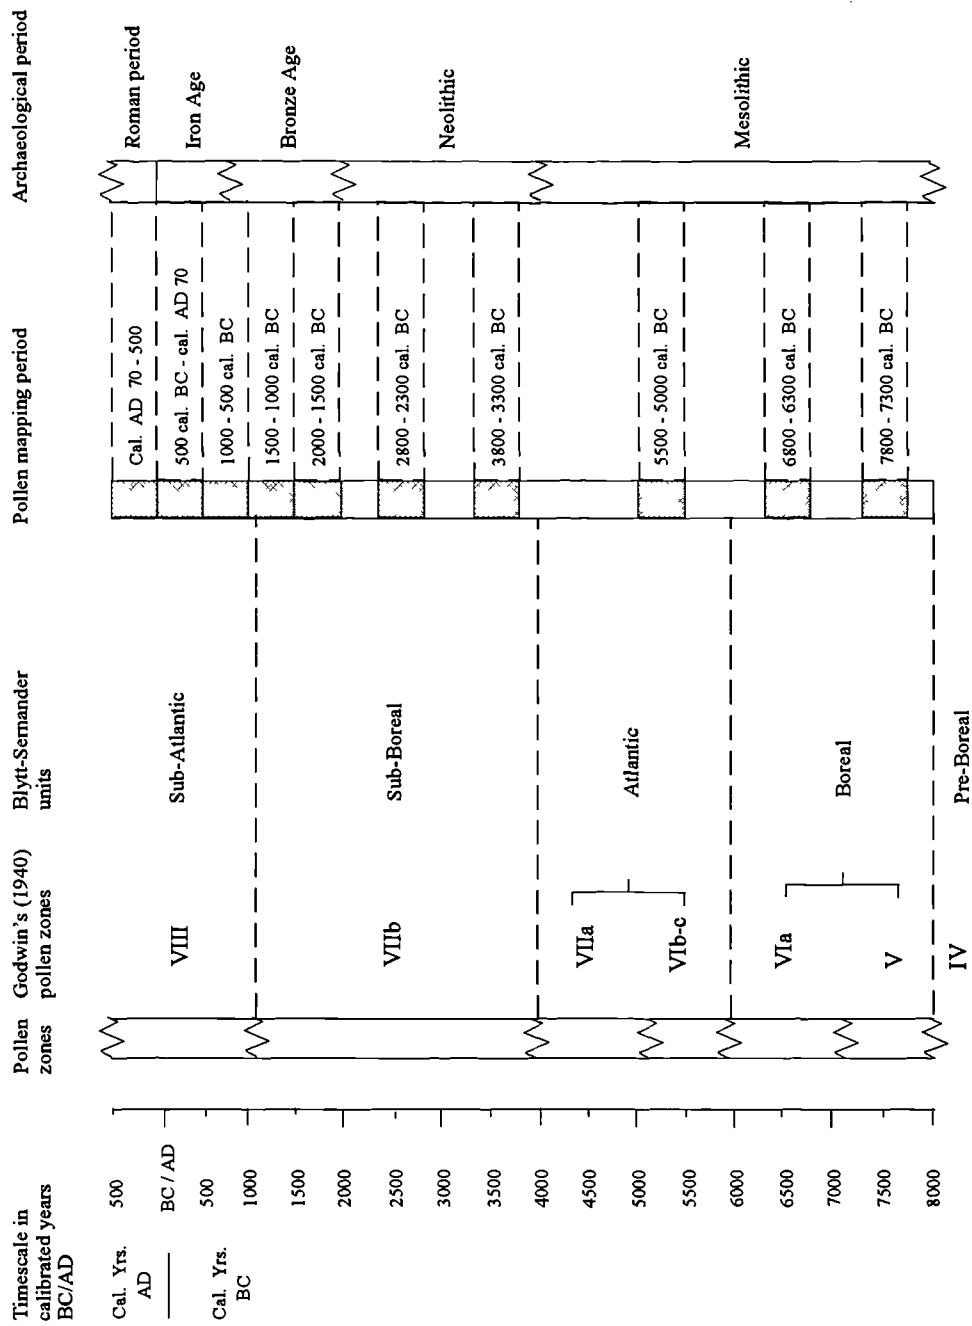 Timescale in
calibrated years
BC/AD
Pollen
zones
Godwin's (1940)
pollen zones
Blytt-Sernander
units
Pollen mapping period
Archaeological period
Cal. Yrs.
AD
Cal. Yrs.
BC
500
BC / AD
500
1000
1500
2000
2500
3000
3500
4000
4500
5000
5500
6000
6500
7000
7500
8000
VIII
VIIb
VIIa
VIb-c
VIa
V
IV
Sub-Atlantic
Sub-Boreal
Atlantic
Boreal
Pre-Boreal
Cal. AD 70 - 500
500 cal. BC - cal. AD 70
1000 - 500 cal. BC
1500 - 1000 cal. BC
2000 - 1500 cal. BC
2800 - 2300 cal. BC
3800 - 3300 cal. BC
5500 - 5000 cal. BC
6800 - 6300 cal. BC
7800 - 7300 cal. BC
Roman period
Iron Age
Bronze Age
Neolithic
Mesolithic